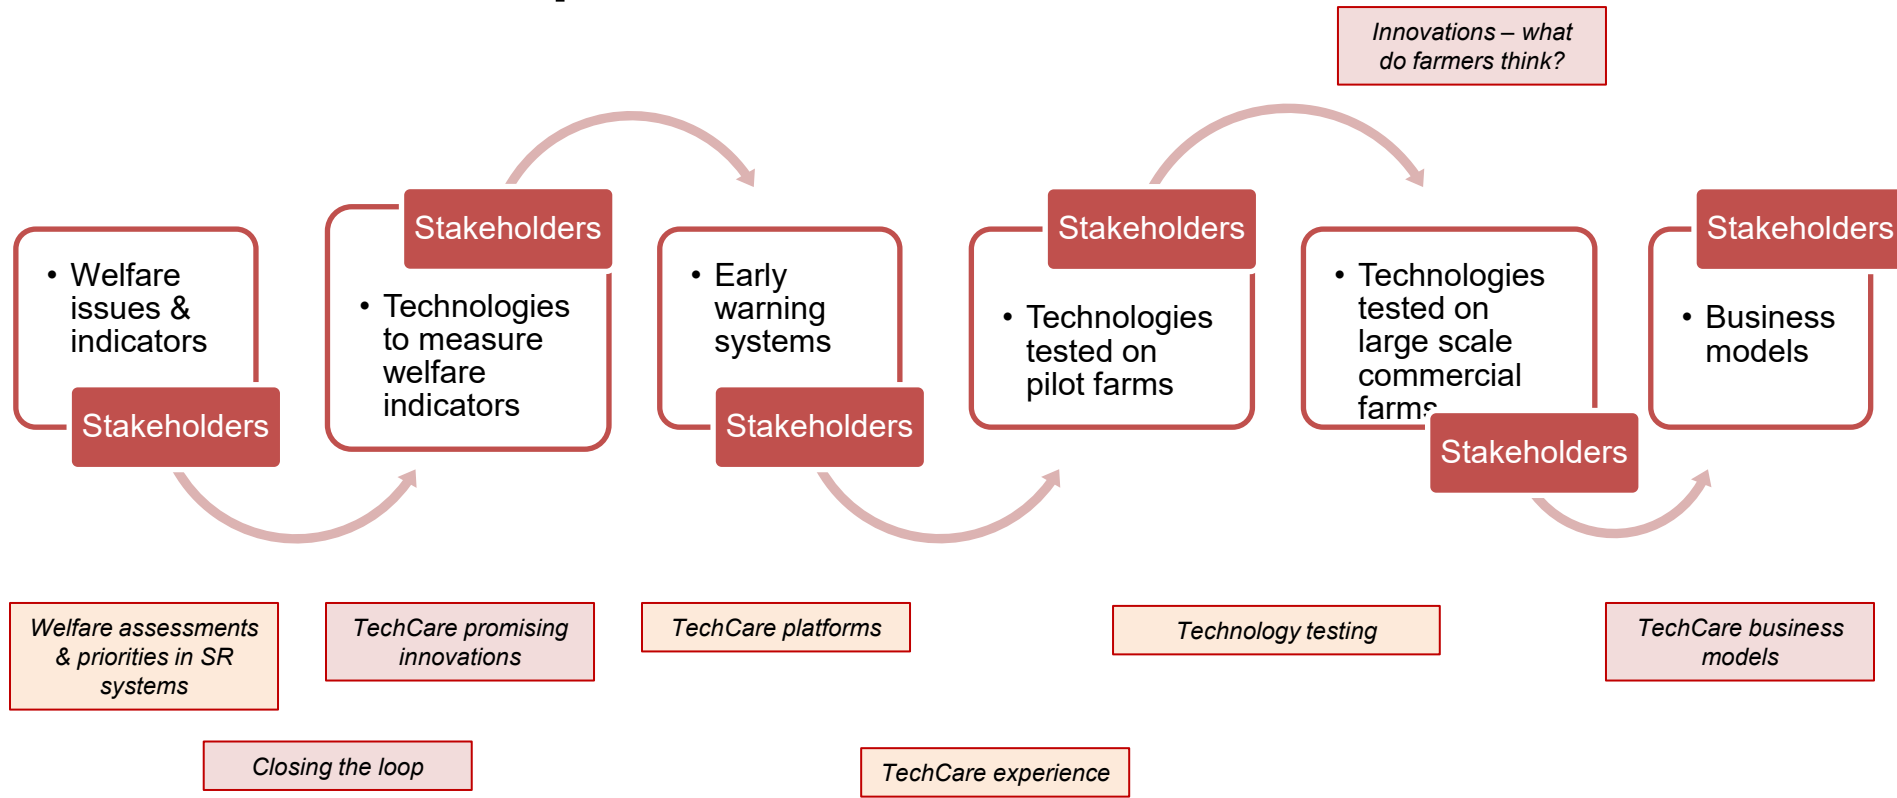 Innovations – what
do farmers think?
• Welfare
issues &
indicators
Stakeholders
Stakeholders
• Technologies
to measure
welfare
indicators
• Early
warning
systems
Stakeholders
Stakeholders
• Technologies
tested on
pilot farms
• Technologies
tested on
large scale
commercial
farms
Stakeholders
Stakeholders
• Business
models
Welfare assessments
& priorities in SR
systems
TechCare promising
innovations
TechCare platforms
Technology testing
TechCare business
models
Closing the loop
TechCare experience